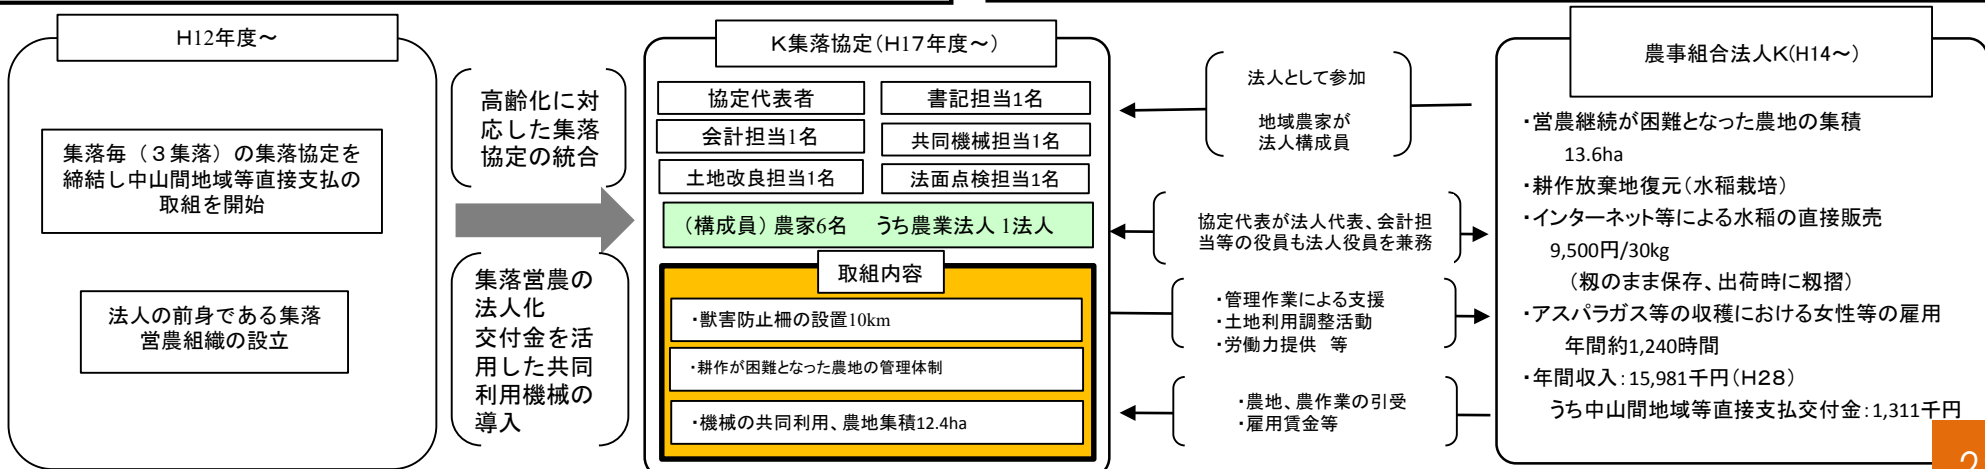 H12年度～
集落毎（３集落）の集落協定を
締結し中山間地域等直接支払の
取組を開始
法人の前身である集落
営農組織の設立
高齢化に対
応した集落
協定の統合
集落営農の
法人化
交付金を活
用した共同
利用機械の
導入
K集落協定（H17年度～）
協定代表者
書記担当1名
会計担当1名
共同機械担当1名
土地改良担当1名
法面点検担当1名
（構成員）農家6名　うち農業法人 1法人
取組内容
・獣害防止柵の設置10km
・耕作が困難となった農地の管理体制
・機械の共同利用、農地集積12.4ha
法人として参加
地域農家が
法人構成員
協定代表が法人代表、会計担
当等の役員も法人役員を兼務
・管理作業による支援
・土地利用調整活動
・労働力提供　等
・農地、農作業の引受
・雇用賃金等
農事組合法人K（H14～）
・営農継続が困難となった農地の集積
13.6ha
・耕作放棄地復元（水稲栽培）
・インターネット等による水稲の直接販売
9,500円/30kg
（籾のまま保存、出荷時に籾摺）
・アスパラガス等の収穫における女性等の雇用
年間約1,240時間
・年間収入：15,981千円（H28）
うち中山間地域等直接支払交付金：1,311千円
2